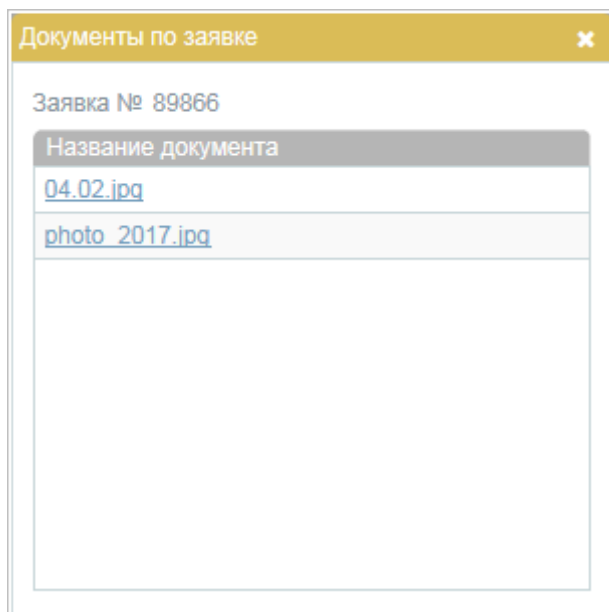 Документы по заявке
Заявка № 89866
Название документа
04.02.jpg
photo_2017.jpg